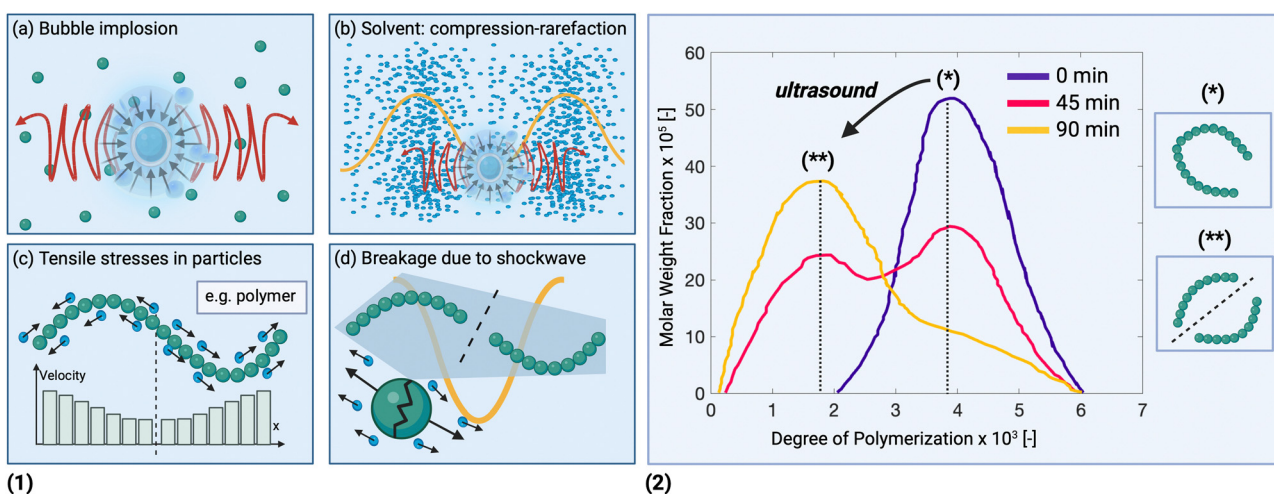 (a) Bubble implosion
(b) Solvent: compression-rarefaction
(c) Tensile stresses in particles
e.g. polymer
Velocity
x
(d) Breakage due to shockwave
(1)
60
50
40
30
20
10
0
Molar Weight Fraction x 10⁵ [-]
ultrasound
(*)
(**)
0 min
45 min
90 min
0 1 2 3 4 5 6 7
Degree of Polymerization x 10³ [-]
(*)
(**)
(2)